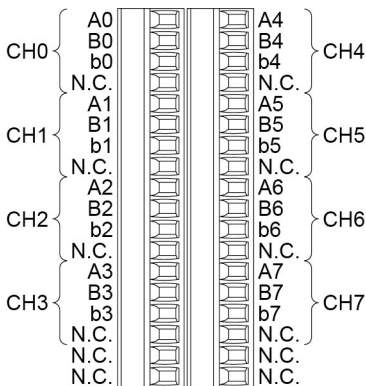 A0 A4
B0 B4
CH0 CH4
b0 b4
N.C. N.C.
A1 A5
B1 B5
CH1 CH5
b1 b5
N.C. N.C.
A2 A6
B2 B6
CH2 CH6
b2 b6
N.C. N.C.
A3 A7
B3 B7
CH3 CH7
b3 b7
N.C. N.C.
N.C. N.C.
N.C. N.C.